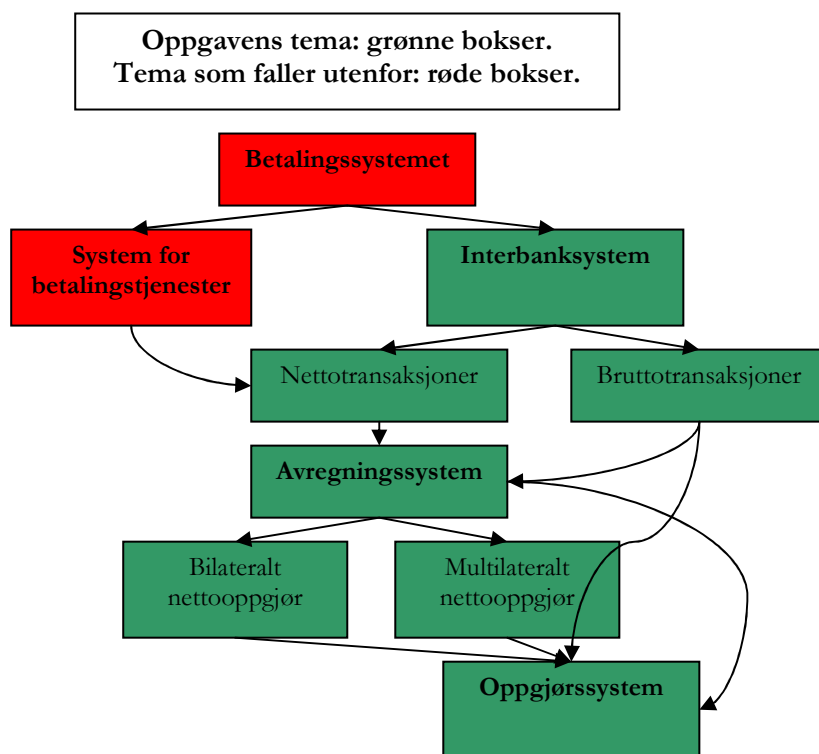 Oppgavens tema: grønne bokser.
Tema som faller utenfor: røde bokser.
Betalingssystemet
System for
betalingstjenester
Interbanksystem
Nettotransaksjoner
Bruttotransaksjoner
Avregningssystem
Bilateralt
nettooppgjør
Multilateralt
nettooppgjør
Oppgjørssystem